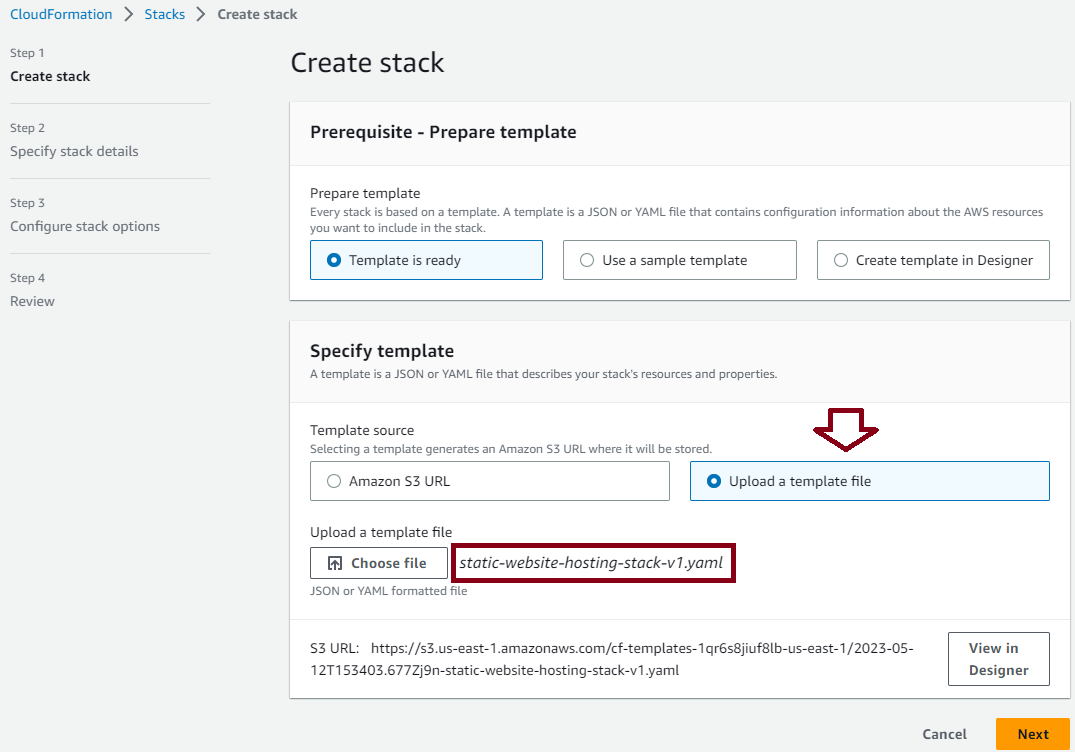 CloudFormation > Stacks > Create stack
Step 1
Create stack
Step 2
Specify stack details
Step 3
Configure stack options
Step 4
Review
Create stack
Prerequisite - Prepare template
Prepare template
Every stack is based on a template. A template is a JSON or YAML file that contains configuration information about the AWS resources
you want to include in the stack.
Template is ready
Use a sample template
Create template in Designer
Specify template
A template is a JSON or YAML file that describes your stack's resources and properties.
Template source
Selecting a template generates an Amazon S3 URL where it will be stored.
Amazon S3 URL
Upload a template file
Upload a template file
Choose file
static-website-hosting-stack-v1.yaml
JSON or YAML formatted file
S3 URL: https://s3.us-east-1.amazonaws.com/cf-templates-1qr6s8jiuf8lb-us-east-1/2023-05-
12T153403.677Zj9n-static-website-hosting-stack-v1.yaml
View in
Designer
Cancel
Next